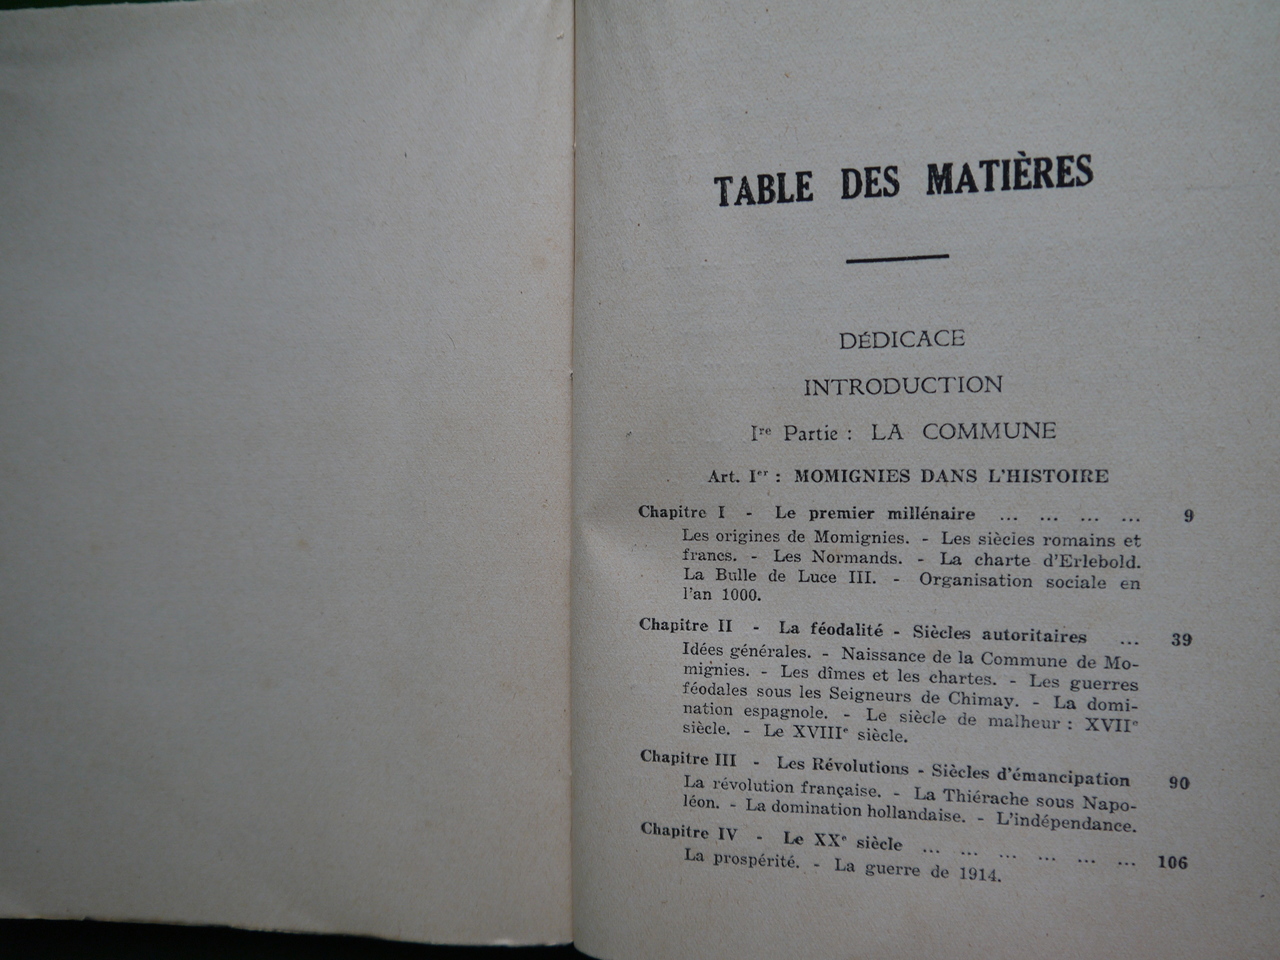 TABLE DES MATIÈRES
DÉDICACE
INTRODUCTION
Ire Partie : LA COMMUNE
Art. Ier : MOMIGNIES DANS L'HISTOIRE
Chapitre I - Le premier millénaire ... ... ... ... 9
Les origines de Momignies. - Les siècies romains et
francs. - Les Normands. - La charte d'Erlebold.
La Bulle de Luce III. - Organisation sociale en
l'an 1000.
Chapitre II - La féodalité - Siècles autoritaires ... 39
Idées générales. - Naissance de la Commune de Mo-
mignies. - Les dîmes et les chartes. - Les guerres
féodales sous les Seigneurs de Chimay. - La domi-
nation espagnole. - Le siècle de malheur : XVIIe
siècle. - Le XVIIIe siècle.
Chapitre III - Les Révolutions - Siècles d'émancipation 90
La révolution française. - La Thiérache sous Napo-
léon. - La domination hollandaise. - L'indépendance.
Chapitre IV - Le XXe siècle ... ... ... ... ... ... 106
La prospérité. - La guerre de 1914.